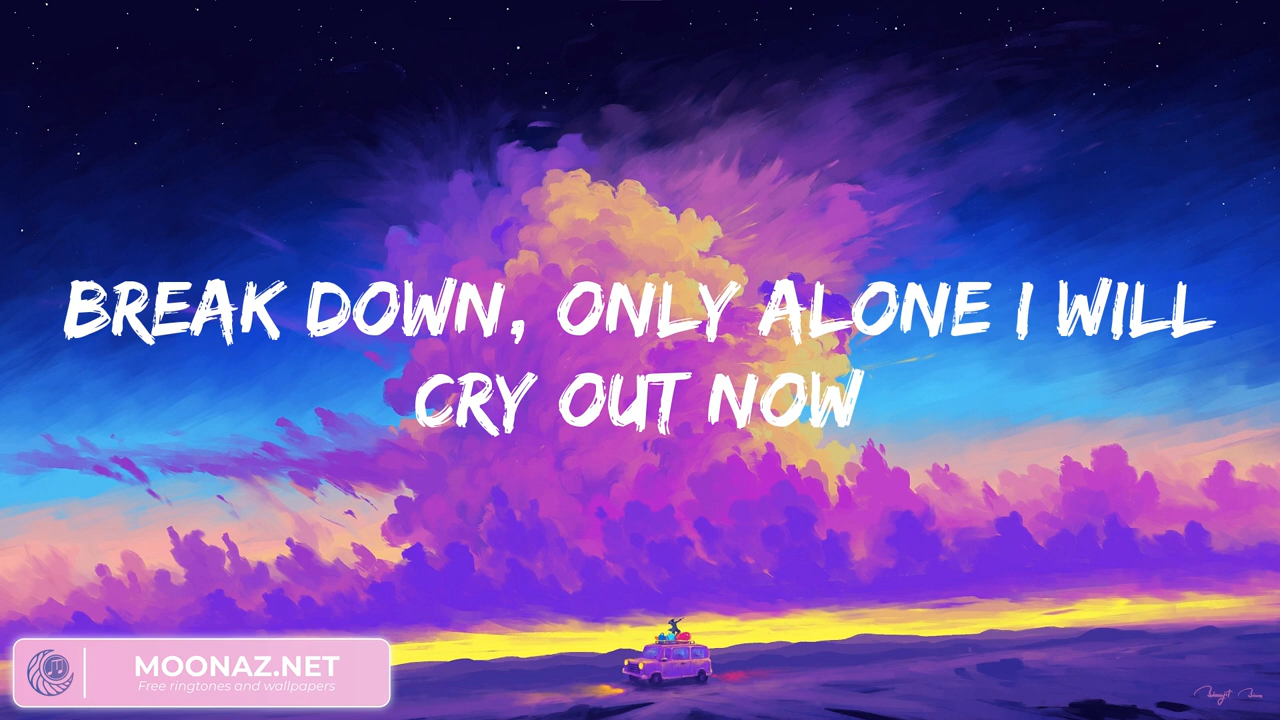 BREAK DOWN, ONLY ALONE I WILL
CRY OUT NOW
MOONAZ.NET
Free ringtones and wallpapers